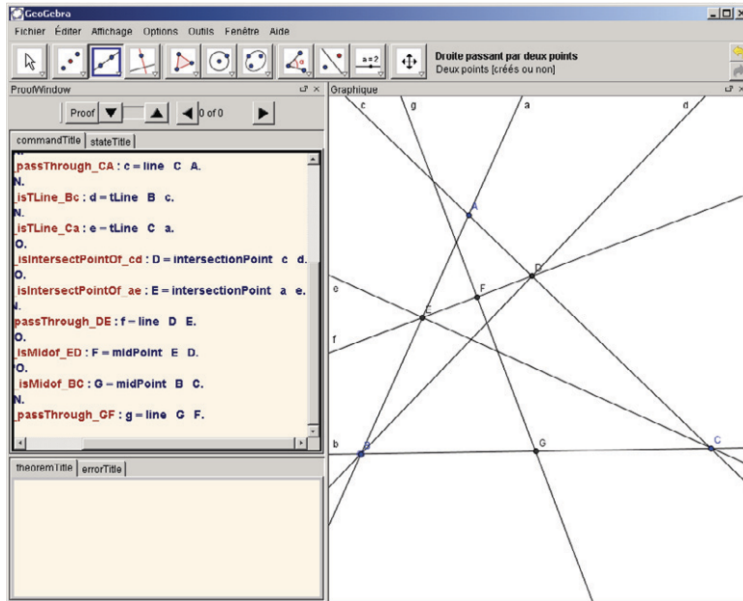 GeoGebra
Fichier Éditer Affichage Options Outils Fenêtre Aide
a=2
Droite passant par deux points
Deux points [créés ou non]
ProofWindow
Proof
0 of 0
commandTitle stateTitle
N.
_passThrough_CA : c = line C A.
N.
_isTLine_Bc : d = tLine B c.
N.
_isTLine_Ca : e = tLine C a.
O.
_isIntersectPointOf_cd : D = intersectionPoint c d.
O.
_isIntersectPointOf_ae : E = intersectionPoint a e.
N.
passThrough_DE : f = line D E.
O.
_isMidof_ED : F = midPoint E D.
O.
_isMidof_BC : G = midPoint B C.
N.
_passThrough_GF : g = line G F.
theoremTitle errorTitle
Graphique
c g a d
A
D
e
F
E
f
b
B
G
C